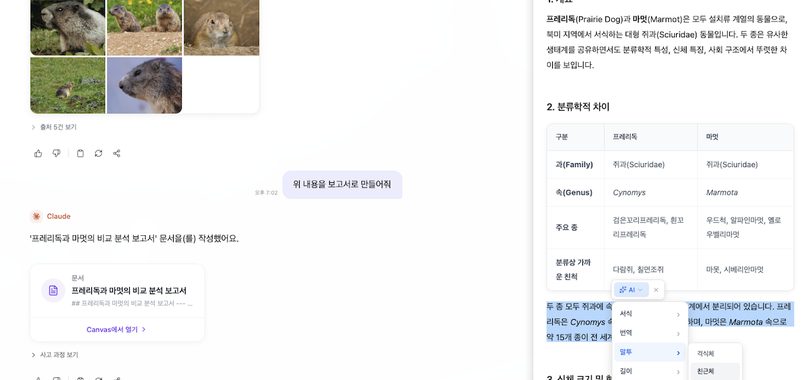 출처 5건 보기
오후 7:02
위 내용을 보고서로 만들어줘
Claude
'프레리독과 마멋의 비교 분석 보고서' 문서을(를) 작성했어요.
문서
프레리독과 마멋의 비교 분석 보고서
## 프레리독과 마멋의 비교 분석 보고서 --- ...
Canvas에서 열기
사고 과정 보기
프레리독(Prairie Dog)과 마멋(Marmot)은 모두 설치류 계열의 동물으로,
북미 지역에서 서식하는 대형 쥐과(Sciuridae) 동물입니다. 두 종은 유사한
생태계를 공유하면서도 분류학적 특성, 신체 특징, 사회 구조에서 뚜렷한 차
이를 보입니다.
2. 분류학적 차이
구분 프레리독 마멋
과(Family) 쥐과(Sciuridae) 쥐과(Sciuridae)
속(Genus) Cynomys Marmota
주요 종 검은꼬리프레리독, 흰꼬리프레리독 우드척, 알파인마멋, 옐로우벨리마멋
분류상 가까운 친척 다람쥐, 칠면조쥐 마못, 시베리안마멋
AI
두 종 모두 쥐과에 속 계에서 분리되어 있습니다. 프레
리독은 Cynomys 속 하며, 마멋은 Marmota 속으로
약 15개 종이 전 세계
서식
번역
말투
길이
격식체
친근체